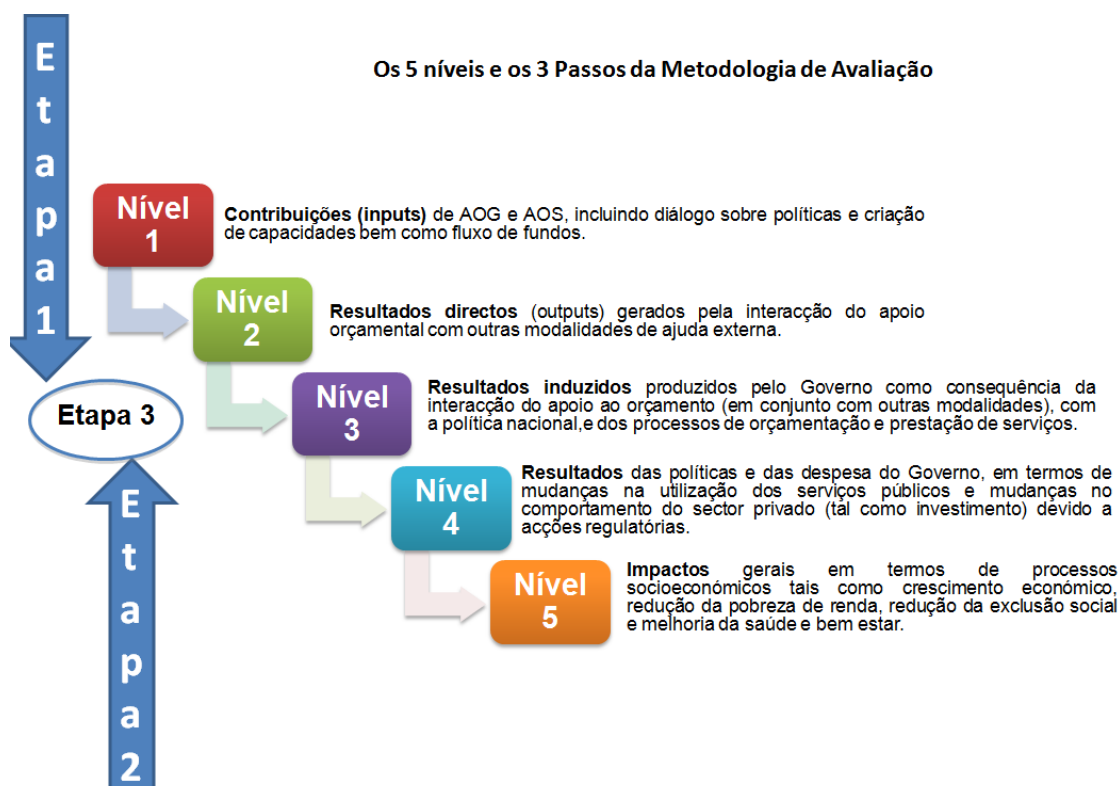 Os 5 níveis e os 3 Passos da Metodologia de Avaliação
Etapa 1
Nível
1
Contribuições (inputs) de AOG e AOS, incluindo diálogo sobre políticas e criação
de capacidades bem como fluxo de fundos.
Nível
2
Resultados directos (outputs) gerados pela interacção do apoio
orçamental com outras modalidades de ajuda externa.
Etapa 3
Nível
3
Resultados induzidos produzidos pelo Governo como consequência da
interacção do apoio ao orçamento (em conjunto com outras modalidades), com
a política nacional,e dos processos de orçamentação e prestação de serviços.
Nível
4
Resultados das políticas e das despesa do Governo, em termos de
mudanças na utilização dos serviços públicos e mudanças no
comportamento do sector privado (tal como investimento) devido a
acções regulatórias.
Etapa 2
Nível
5
Impactos gerais em termos de processos
socioeconómicos tais como crescimento económico,
redução da pobreza de renda, redução da exclusão social
e melhoria da saúde e bem estar.